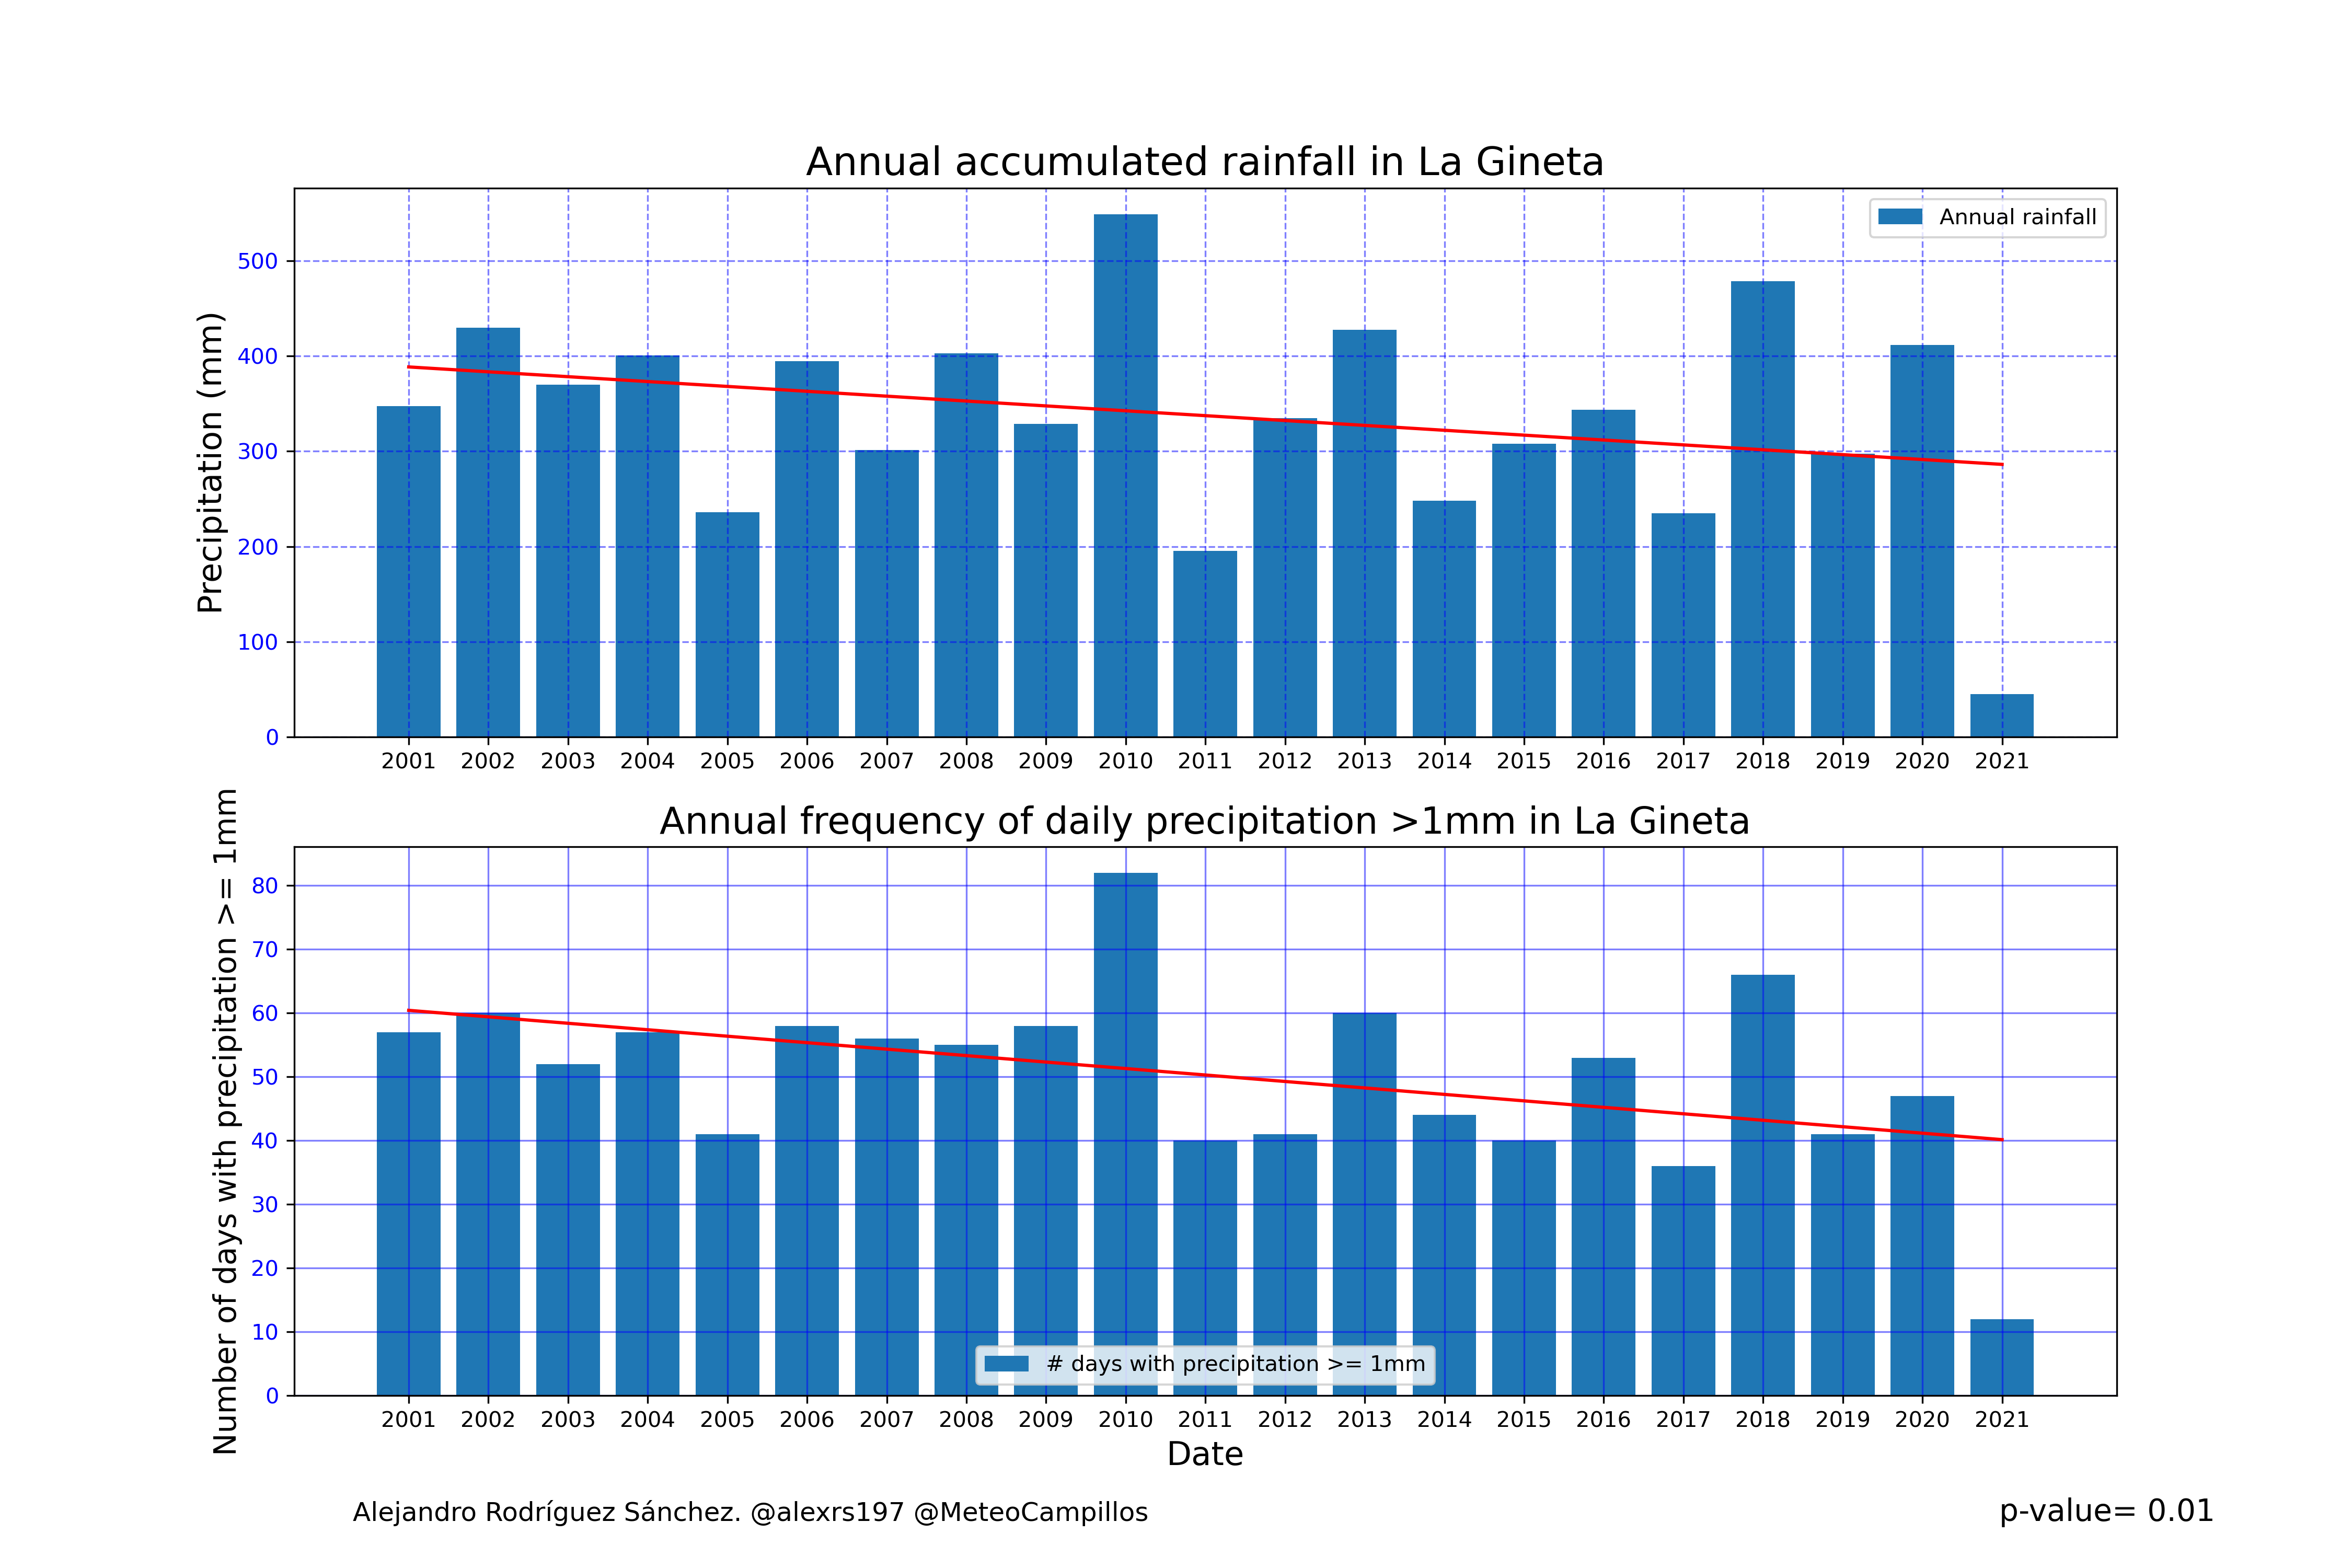 Annual accumulated rainfall in La Gineta
Annual rainfall
Precipitation (mm)
500
400
300
200
100
0
2001 2002 2003 2004 2005 2006 2007 2008 2009 2010 2011 2012 2013 2014 2015 2016 2017 2018 2019 2020 2021
Annual frequency of daily precipitation >1mm in La Gineta
Number of days with precipitation >= 1mm
80
70
60
50
40
30
20
10
0
# days with precipitation >= 1mm
2001 2002 2003 2004 2005 2006 2007 2008 2009 2010 2011 2012 2013 2014 2015 2016 2017 2018 2019 2020 2021
Date
Alejandro Rodríguez Sánchez. @alexrs197 @MeteoCampillos
p-value= 0.01